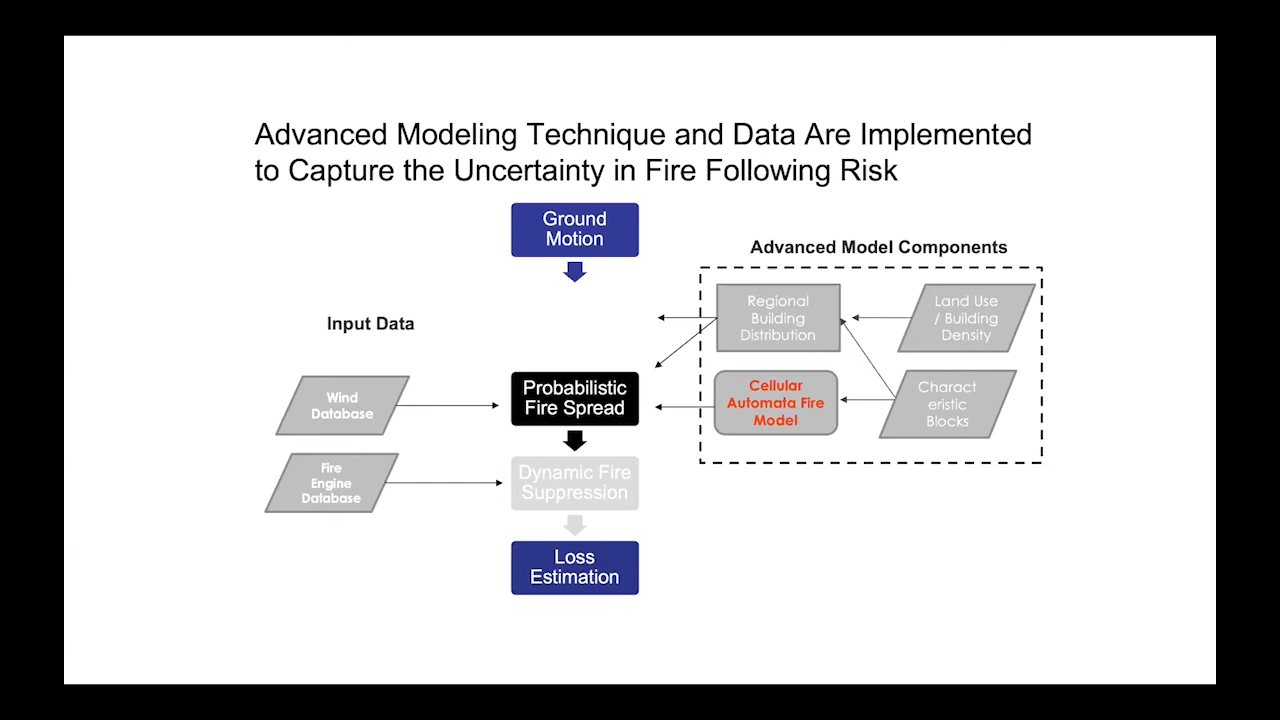 Advanced Modeling Technique and Data Are Implemented
to Capture the Uncertainty in Fire Following Risk
Ground
Motion
Advanced Model Components
Input Data
Regional
Building
Distribution
Land Use
/ Building
Density
Wind
Database
Probabilistic
Fire Spread
Cellular
Automata Fire
Model
Charact
eristic
Blocks
Fire
Engine
Database
Dynamic Fire
Suppression
Loss
Estimation